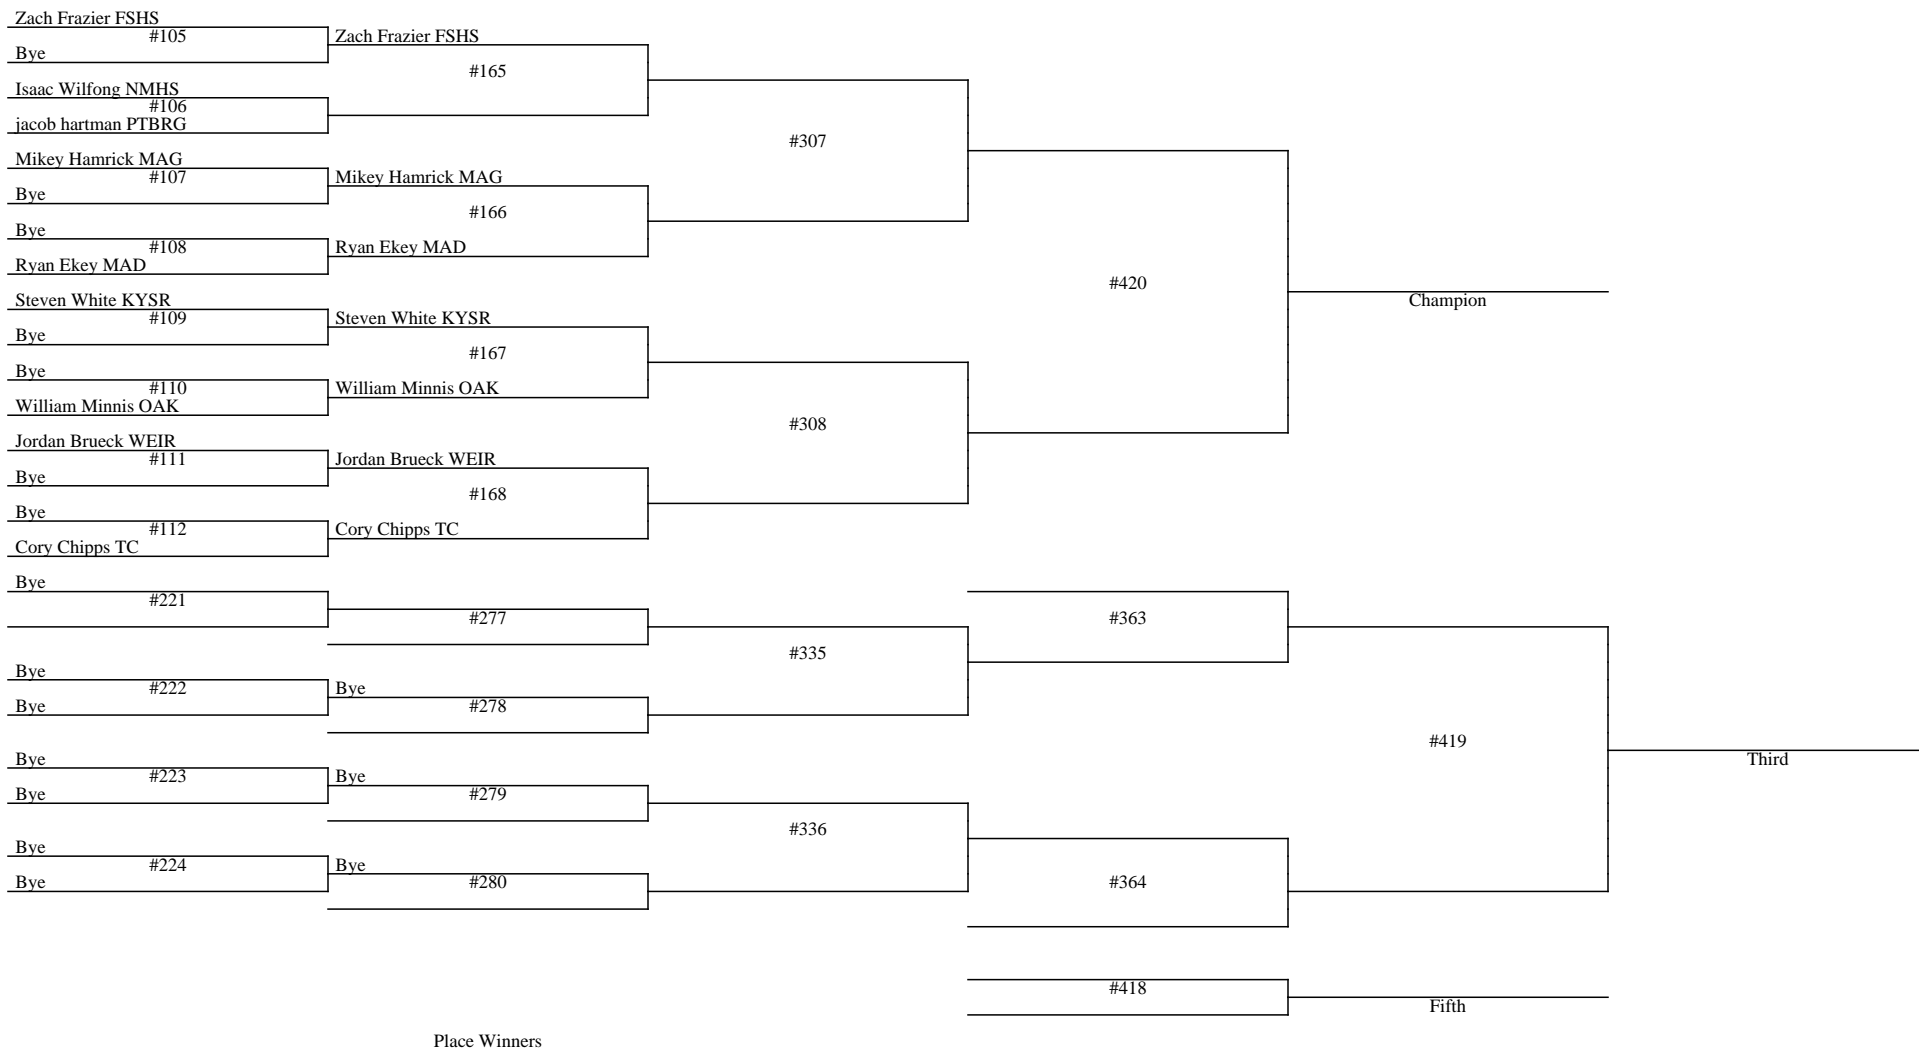 Zach Frazier FSHS
#105
Bye
Zach Frazier FSHS
#165
Isaac Wilfong NMHS
#106
jacob hartman PTBRG
#307
Mikey Hamrick MAG
#107
Bye
Mikey Hamrick MAG
#166
Bye
#108
Ryan Ekey MAD
Ryan Ekey MAD
#420
Champion
Steven White KYSR
#109
Bye
Steven White KYSR
#167
Bye
#110
William Minnis OAK
William Minnis OAK
#308
Jordan Brueck WEIR
#111
Bye
Jordan Brueck WEIR
#168
Bye
#112
Cory Chipps TC
Cory Chipps TC
Bye
#221
#277
#363
#335
Bye
#222
Bye
Bye
#278
#419
Third
Bye
#223
Bye
Bye
#279
#336
Bye
#224
Bye
Bye
#280
#364
#418
Fifth
Place Winners